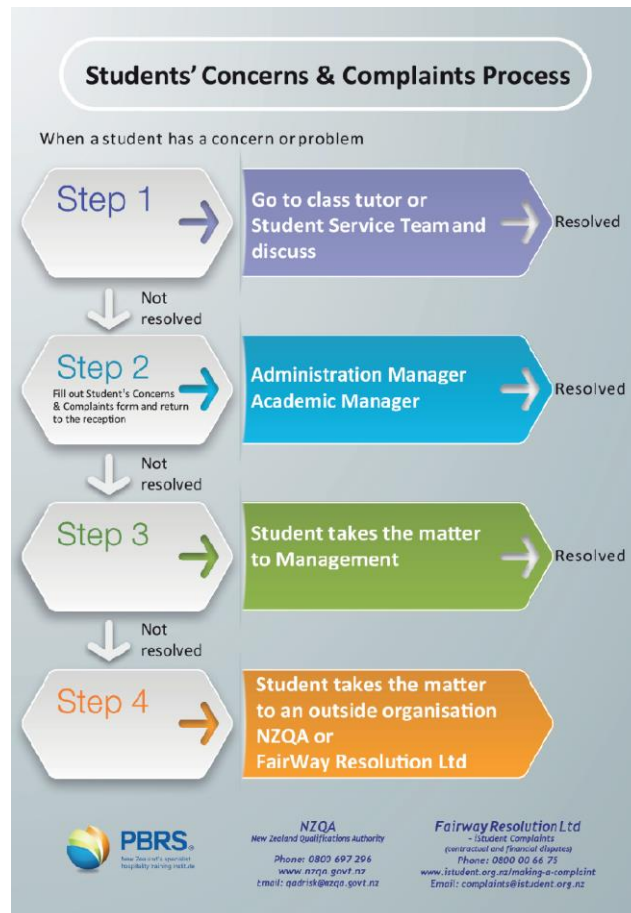 Students' Concerns & Complaints Process
When a student has a concern or problem
Step 1
Go to class tutor or
Student Service Team and
discuss
Resolved
Not
resolved
Step 2
Fill out Student's Concerns
& Complaints form and return
to the reception
Administration Manager
Academic Manager
Resolved
Not
resolved
Step 3
Student takes the matter
to Management
Resolved
Not
resolved
Step 4
Student takes the matter
to an outside organisation
NZQA or
FairWay Resolution Ltd
PBRS
New Zealand's specialist
hospitality training institute
NZQA
New Zealand Qualifications Authority
Phone: 0800 697 296
www.nzqa.govt.nz
Email: qadrisk@nzqa.govt.nz
Fairway Resolution Ltd
- iStudent Complaints
(contractual and financial disputes)
Phone: 0800 00 66 75
www.istudent.org.nz/making-a-complaint
Email: complaints@istudent.org.nz